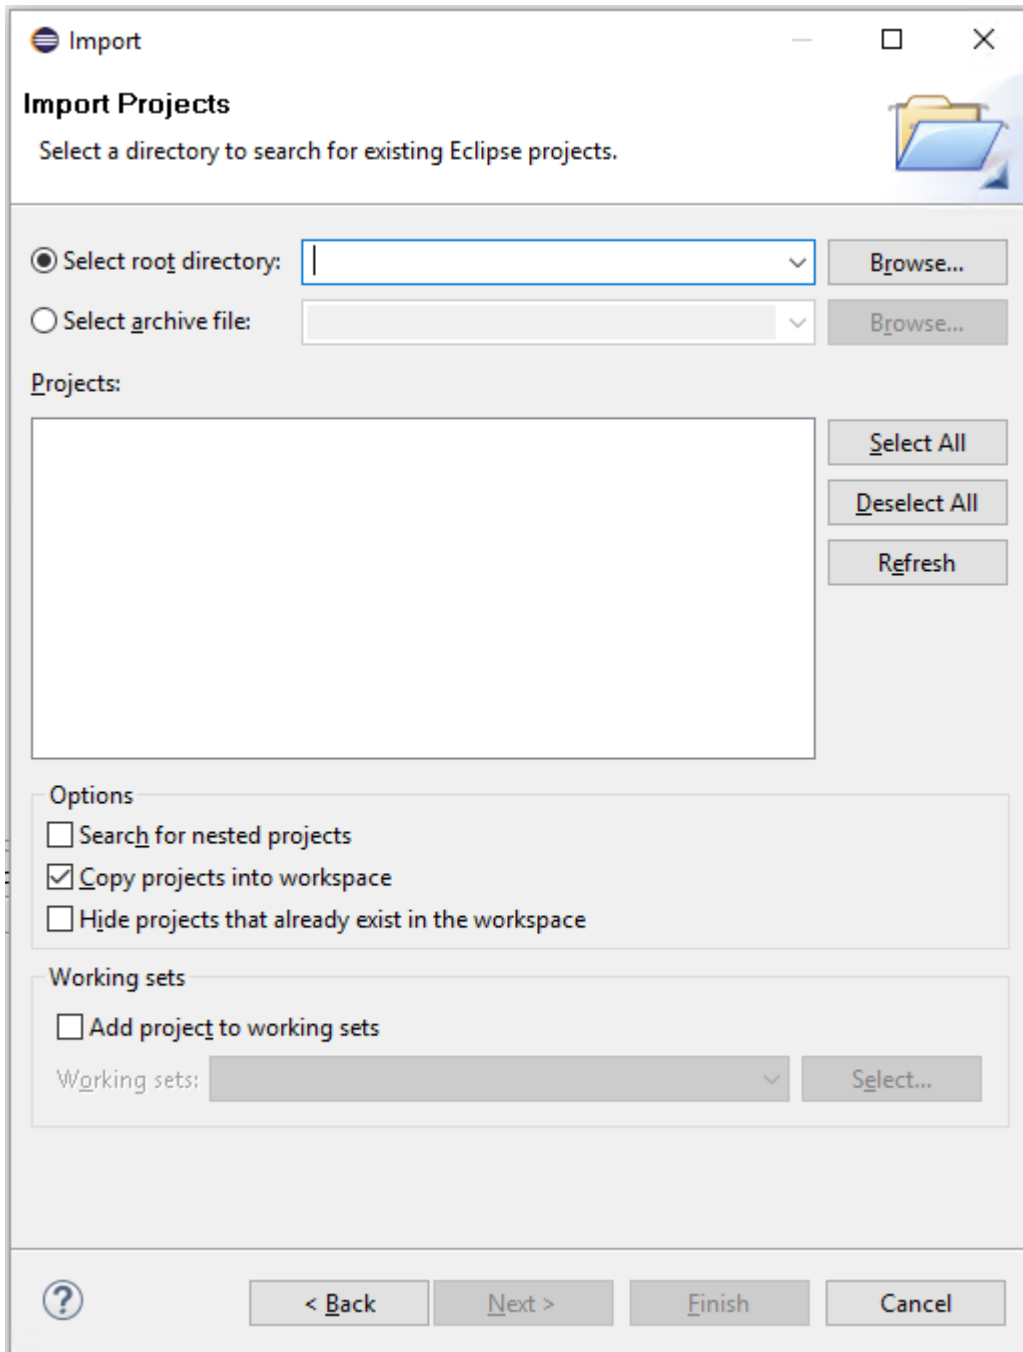 Import
Import Projects
Select a directory to search for existing Eclipse projects.
Select root directory:
Browse...
Select archive file:
Browse...
Projects:
Select All
Deselect All
Refresh
Options
Search for nested projects
Copy projects into workspace
Hide projects that already exist in the workspace
Working sets
Add project to working sets
Working sets:
Select...
?
< Back
Next >
Finish
Cancel